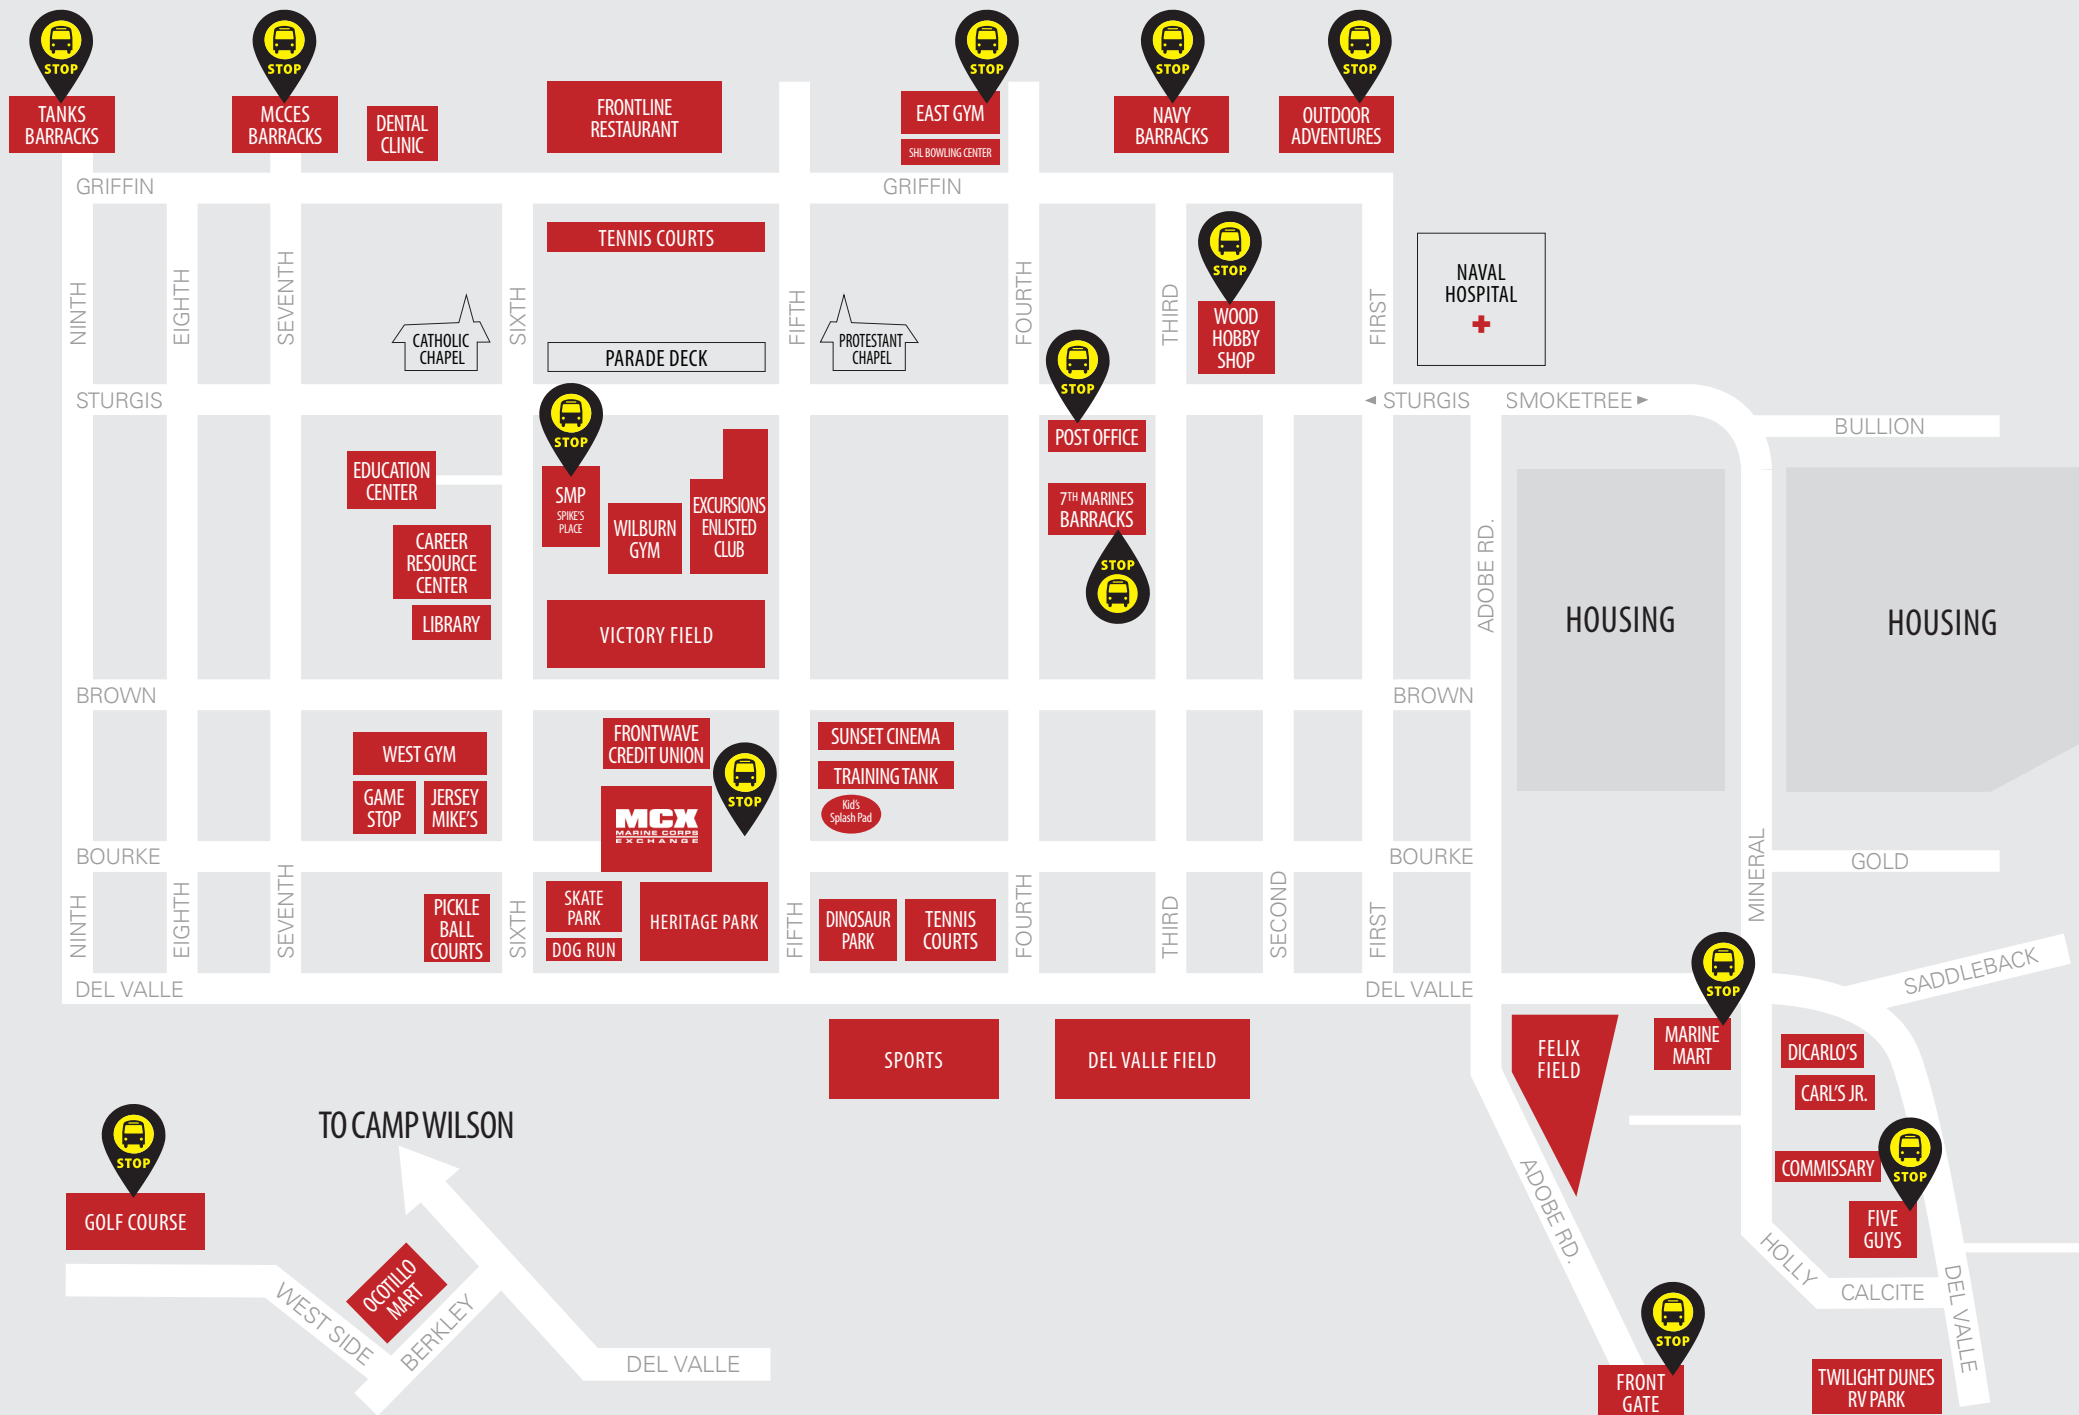 STOP
STOP
STOP
STOP
STOP
TANKS
BARRACKS
MCCES
BARRACKS
DENTAL
CLINIC
FRONTLINE
RESTAURANT
EAST GYM
SHL BOWLING CENTER
NAVY
BARRACKS
OUTDOOR
ADVENTURES
GRIFFIN
GRIFFIN
TENNIS COURTS
STOP
NINTH
EIGHTH
SEVENTH
SIXTH
FIFTH
FOURTH
THIRD
FIRST
CATHOLIC
CHAPEL
PARADE DECK
PROTESTANT
CHAPEL
WOOD
HOBBY
SHOP
NAVAL
HOSPITAL
STOP
STURGIS
STURGIS
SMOKETREE
BULLION
STOP
POST OFFICE
EDUCATION
CENTER
SMP
SPIKE'S
PLACE
WILBURN
GYM
EXCURSIONS
ENLISTED
CLUB
7TH MARINES
BARRACKS
STOP
CAREER
RESOURCE
CENTER
LIBRARY
VICTORY FIELD
ADOBE RD.
HOUSING
HOUSING
BROWN
BROWN
WEST GYM
GAME
STOP
JERSEY
MIKE'S
FRONTWAVE
CREDIT UNION
STOP
MCX
MARINE CORPS
EXCHANGE
SUNSET CINEMA
TRAINING TANK
Kid's
Splash Pad
BOURKE
BOURKE
MINERAL
GOLD
NINTH
EIGHTH
SEVENTH
PICKLE
BALL
COURTS
SIXTH
SKATE
PARK
DOG RUN
HERITAGE PARK
FIFTH
DINOSAUR
PARK
TENNIS
COURTS
FOURTH
THIRD
SECOND
FIRST
DEL VALLE
DEL VALLE
STOP
SADDLEBACK
SPORTS
DEL VALLE FIELD
FELIX
FIELD
MARINE
MART
DICARLO'S
CARL'S JR.
TO CAMP WILSON
STOP
GOLF COURSE
ADOBE RD.
COMMISSARY
STOP
FIVE
GUYS
OCOTILLO
MART
WEST SIDE
BERKLEY
DEL VALLE
HOLLY
CALCITE
DEL VALLE
STOP
FRONT
GATE
TWILIGHT DUNES
RV PARK